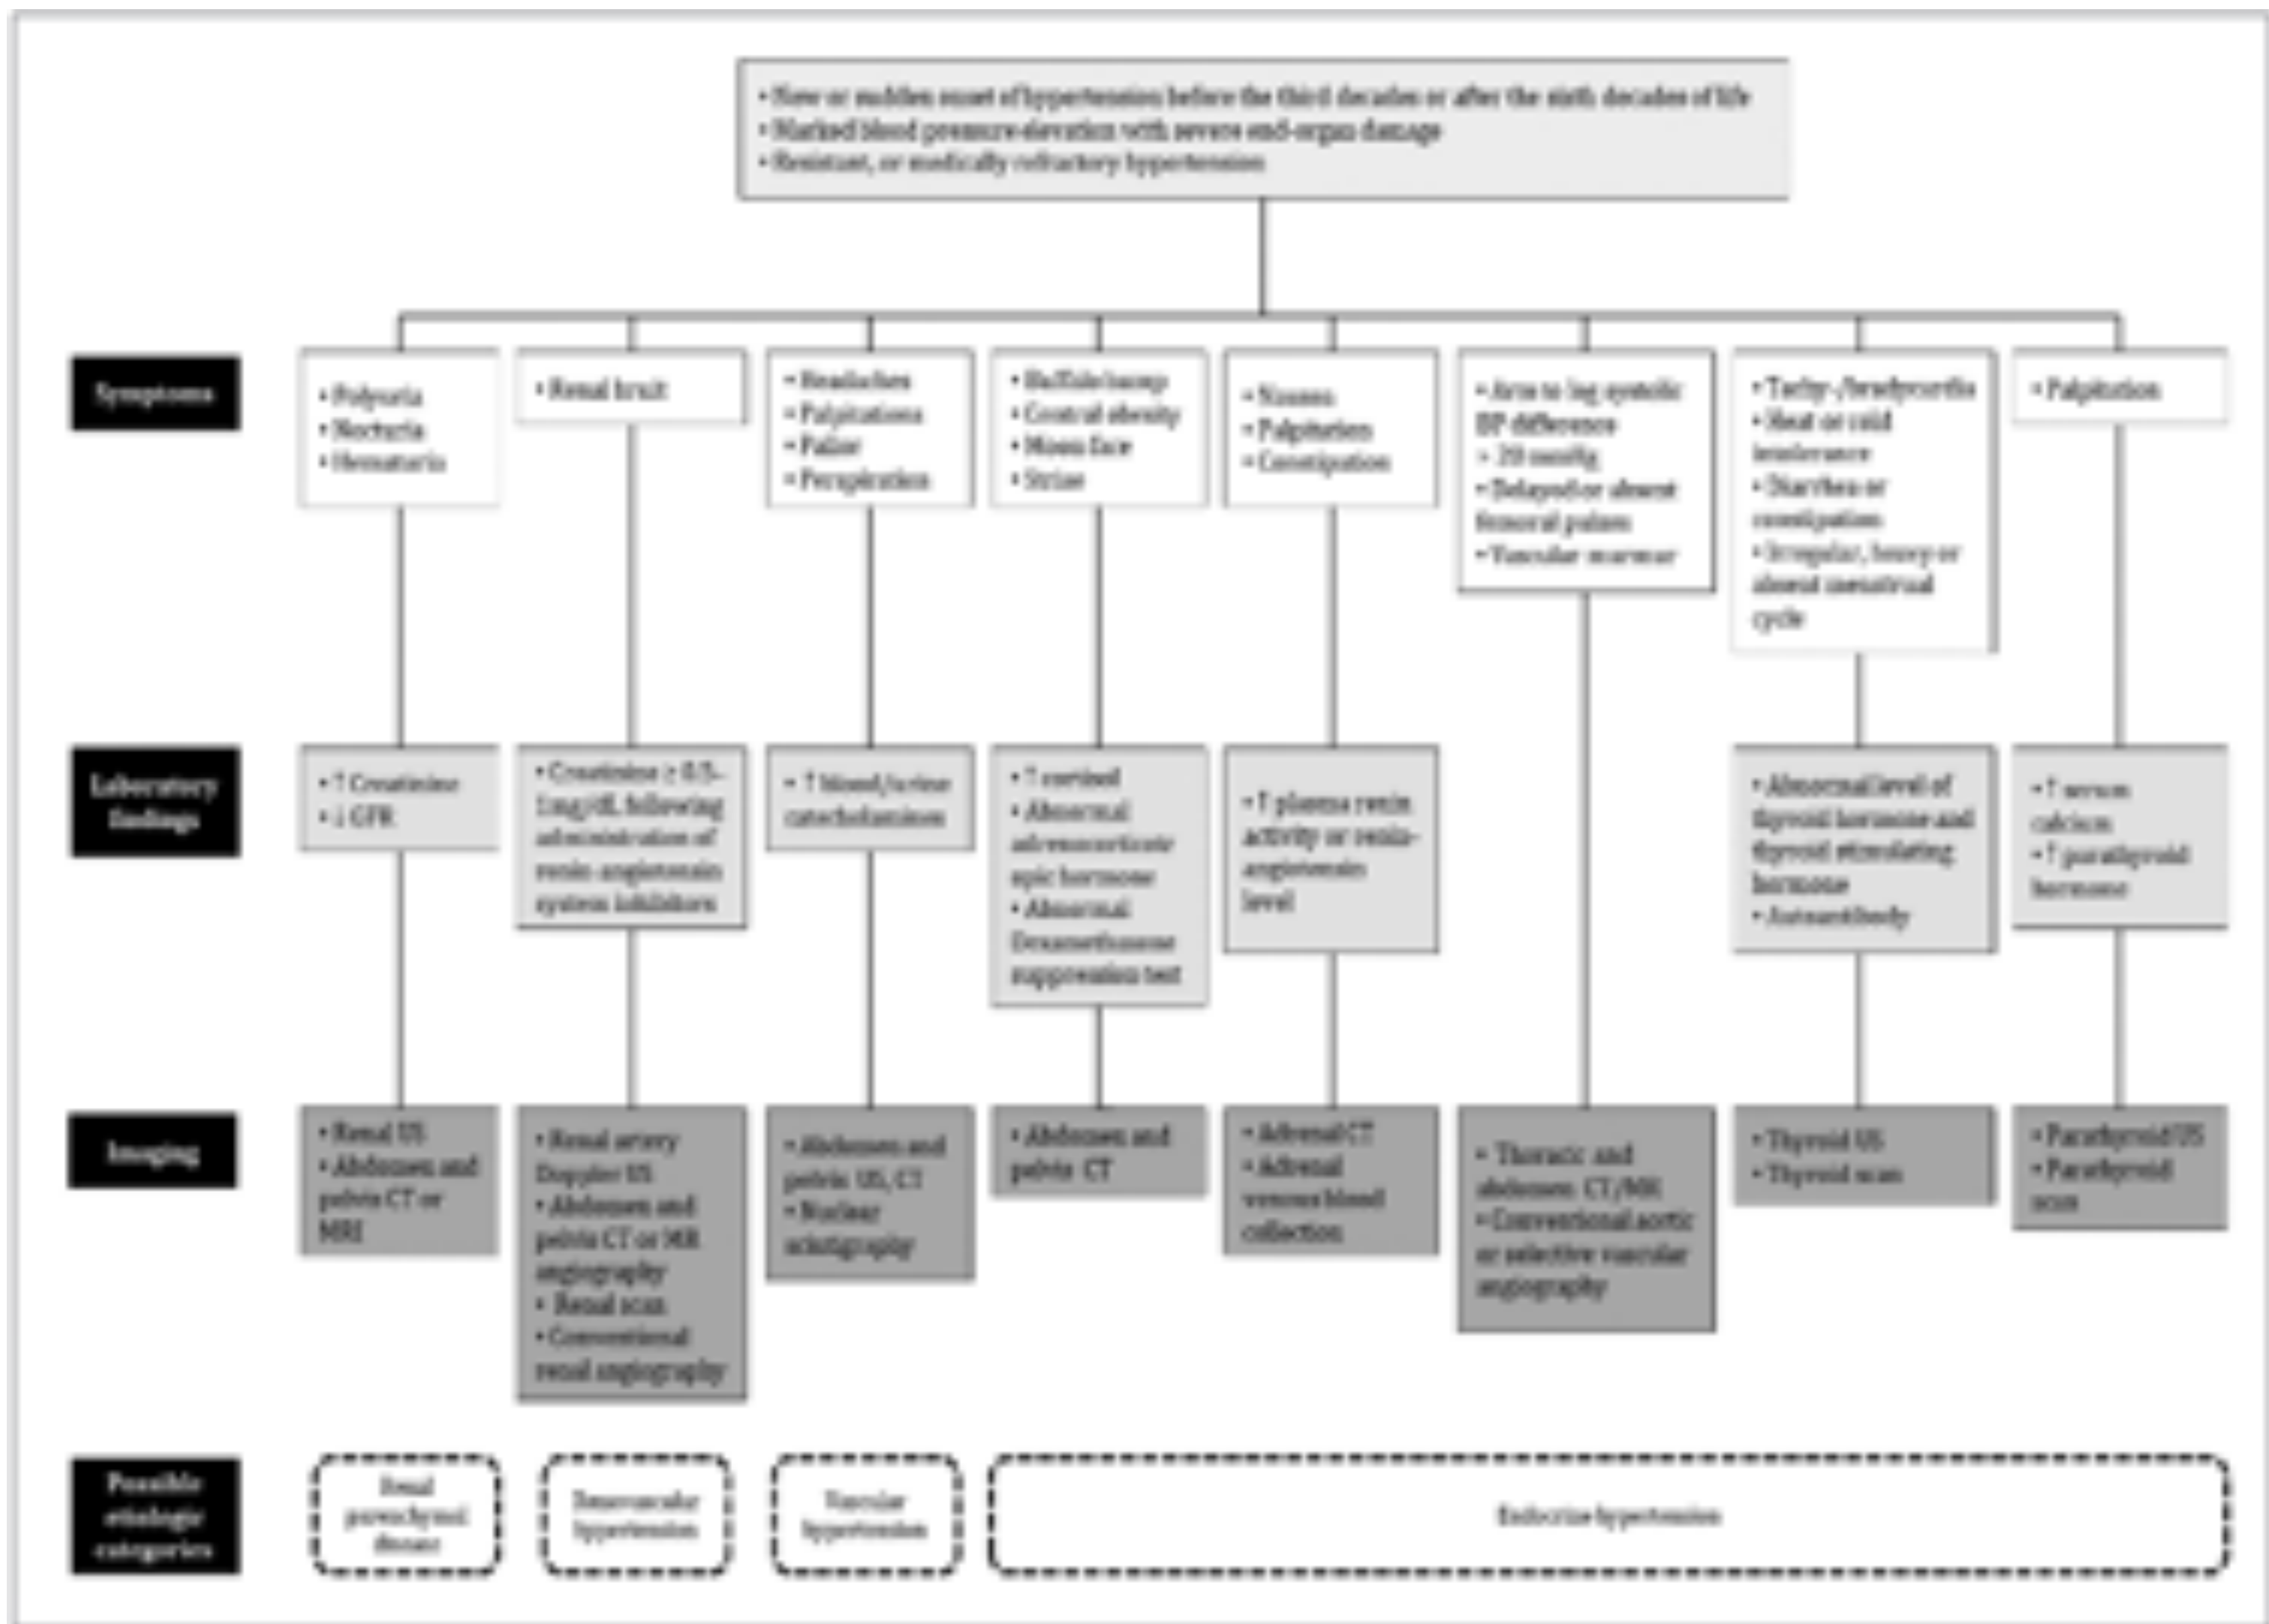 • New or sudden onset of hypertension before the third decades or after the sixth decades of life
• Marked blood pressure elevation with severe end-organ damage
• Resistant, or medically refractory hypertension
Symptoms
• Polyuria
• Nocturia
• Hematuria
• Renal bruit
• Headaches
• Palpitations
• Pallor
• Perspiration
• Buffalo hump
• Central obesity
• Moon face
• Striae
• Nausea
• Palpitation
• Constipation
• Arm to leg systolic
BP difference
> 20 mmHg
• Delayed or absent
femoral pulses
• Vascular murmur
• Tachy-/bradycardia
• Heat or cold
intolerance
• Diarrhea or
constipation
• Irregular, heavy or
absent menstrual
cycle
• Palpitation
Laboratory
findings
• ↑ Creatinine
• ↓ GFR
• Creatinine ≥ 0.5-
1mg/dL following
administration of
renin-angiotensin
system inhibitors
• ↑ blood/urine
catecholamines
• ↑ cortisol
• Abnormal
adrenocorticotr
opic hormone
• Abnormal
Dexamethasone
suppression test
• ↑ plasma renin
activity or renin-
angiotensin
level
• Abnormal level of
thyroid hormone and
thyroid stimulating
hormone
• Autoantibody
• ↑ serum
calcium
• ↑ parathyroid
hormone
Imaging
• Renal US
• Abdomen and
pelvis CT or
MRI
• Renal artery
Doppler US
• Abdomen and
pelvis CT or MR
angiography
• Renal scan
• Conventional
renal angiography
• Abdomen and
pelvis US, CT
• Nuclear
scintigraphy
• Abdomen and
pelvis CT
• Adrenal CT
• Adrenal
venous blood
collection
• Thoracic and
abdomen CT/MR
• Conventional aortic
or selective vascular
angiography
• Thyroid US
• Thyroid scan
• Parathyroid US
• Parathyroid
scan
Possible
etiologic
categories
Renal
disease
Renovascular
hypertension
Vascular
hypertension
Endocrine hypertension